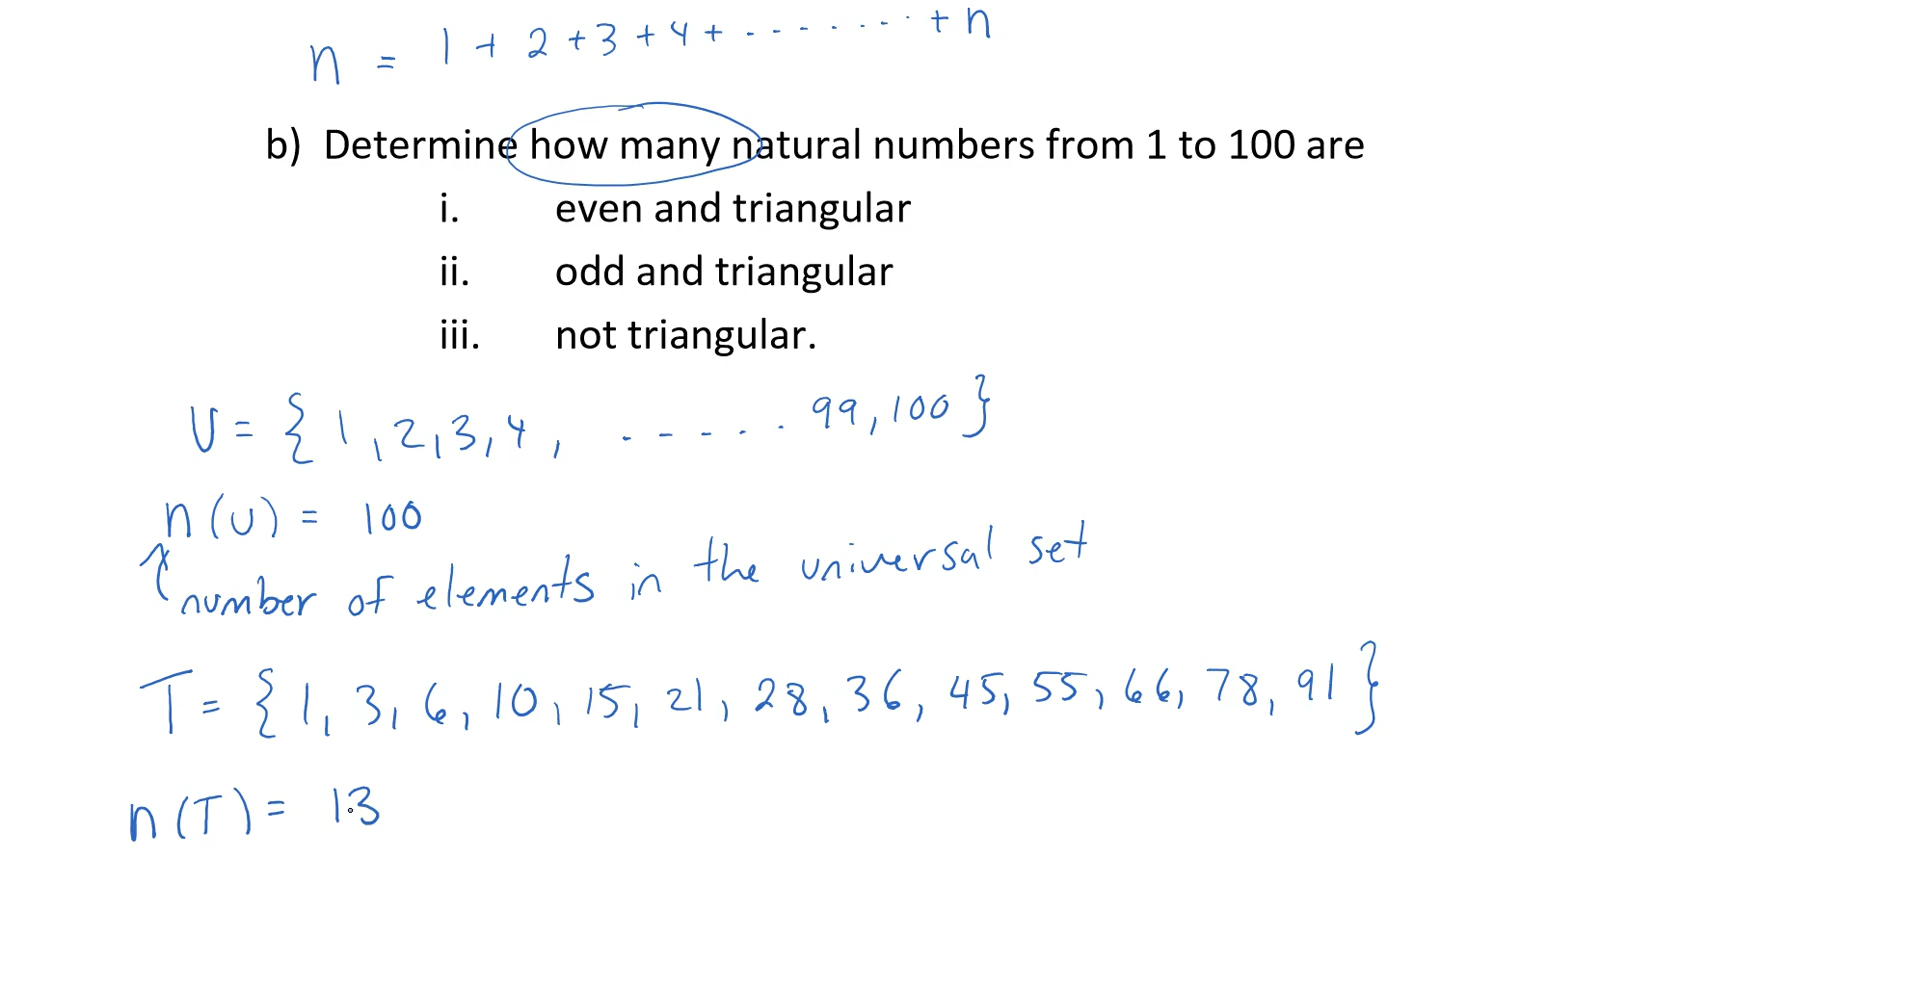 n = 1 + 2 + 3 + 4 + ········ + n
b) Determine how many natural numbers from 1 to 100 are
i. even and triangular
ii. odd and triangular
iii. not triangular.
U = { 1, 2, 3, 4, ····· 99, 100 }
n(U) = 100
number of elements in the universal set
T = { 1, 3, 6, 10, 15, 21, 28, 36, 45, 55, 66, 78, 91 }
n(T) = 13